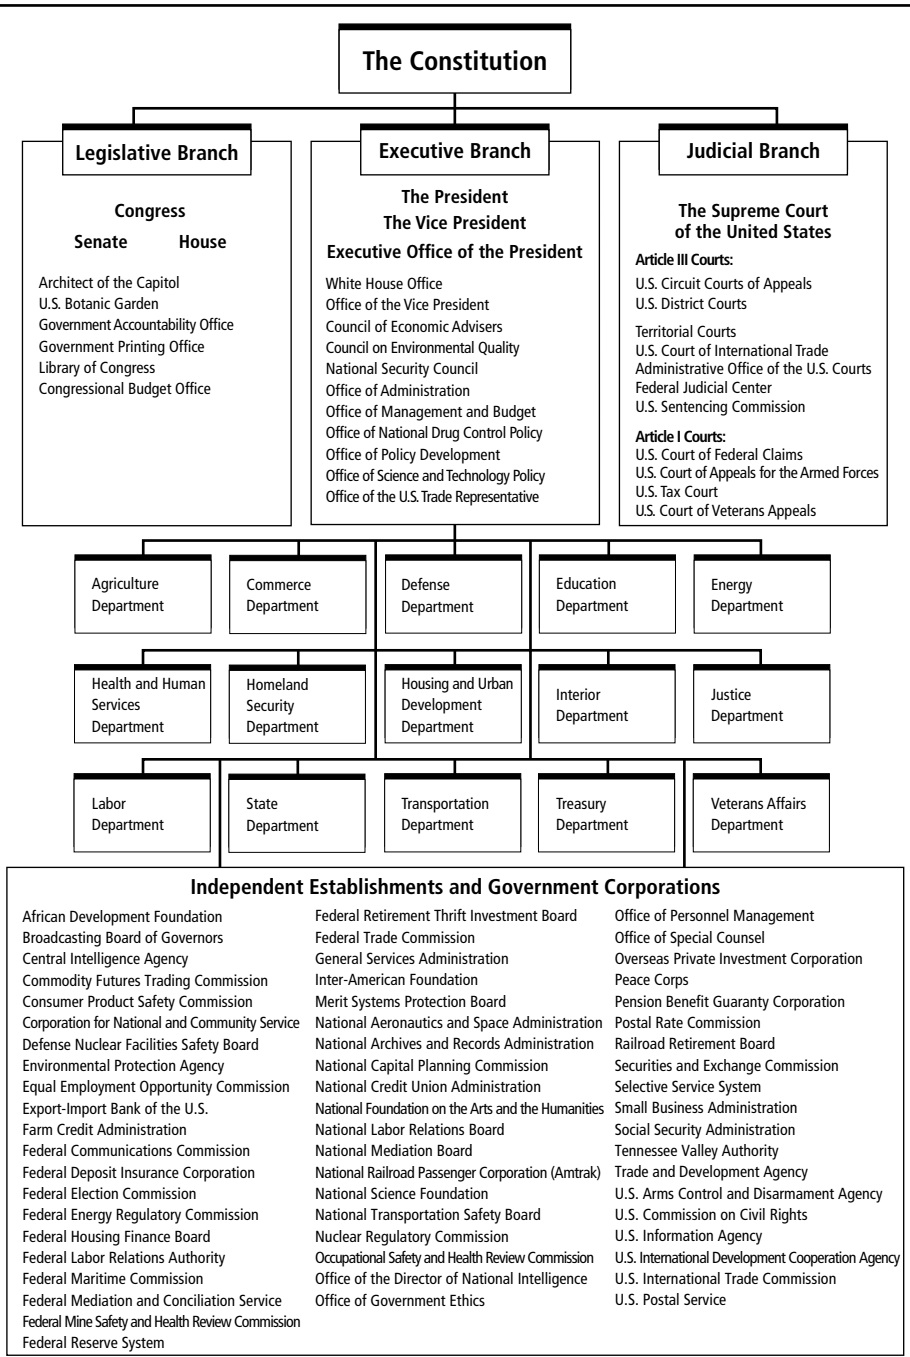 The Constitution
Legislative Branch
Congress
Senate House
Architect of the Capitol
U.S. Botanic Garden
Government Accountability Office
Government Printing Office
Library of Congress
Congressional Budget Office
Executive Branch
The President
The Vice President
Executive Office of the President
White House Office
Office of the Vice President
Council of Economic Advisers
Council on Environmental Quality
National Security Council
Office of Administration
Office of Management and Budget
Office of National Drug Control Policy
Office of Policy Development
Office of Science and Technology Policy
Office of the U.S. Trade Representative
Judicial Branch
The Supreme Court
of the United States
Article III Courts:
U.S. Circuit Courts of Appeals
U.S. District Courts
Territorial Courts
U.S. Court of International Trade
Administrative Office of the U.S. Courts
Federal Judicial Center
U.S. Sentencing Commission
Article I Courts:
U.S. Court of Federal Claims
U.S. Court of Appeals for the Armed Forces
U.S. Tax Court
U.S. Court of Veterans Appeals
Agriculture
Department
Commerce
Department
Defense
Department
Education
Department
Energy
Department
Health and Human
Services
Department
Homeland
Security
Department
Housing and Urban
Development
Department
Interior
Department
Justice
Department
Labor
Department
State
Department
Transportation
Department
Treasury
Department
Veterans Affairs
Department
Independent Establishments and Government Corporations
African Development Foundation
Broadcasting Board of Governors
Central Intelligence Agency
Commodity Futures Trading Commission
Consumer Product Safety Commission
Corporation for National and Community Service
Defense Nuclear Facilities Safety Board
Environmental Protection Agency
Equal Employment Opportunity Commission
Export-Import Bank of the U.S.
Farm Credit Administration
Federal Communications Commission
Federal Deposit Insurance Corporation
Federal Election Commission
Federal Energy Regulatory Commission
Federal Housing Finance Board
Federal Labor Relations Authority
Federal Maritime Commission
Federal Mediation and Conciliation Service
Federal Mine Safety and Health Review Commission
Federal Reserve System
Federal Retirement Thrift Investment Board
Federal Trade Commission
General Services Administration
Inter-American Foundation
Merit Systems Protection Board
National Aeronautics and Space Administration
National Archives and Records Administration
National Capital Planning Commission
National Credit Union Administration
National Foundation on the Arts and the Humanities
National Labor Relations Board
National Mediation Board
National Railroad Passenger Corporation (Amtrak)
National Science Foundation
National Transportation Safety Board
Nuclear Regulatory Commission
Occupational Safety and Health Review Commission
Office of the Director of National Intelligence
Office of Government Ethics
Office of Personnel Management
Office of Special Counsel
Overseas Private Investment Corporation
Peace Corps
Pension Benefit Guaranty Corporation
Postal Rate Commission
Railroad Retirement Board
Securities and Exchange Commission
Selective Service System
Small Business Administration
Social Security Administration
Tennessee Valley Authority
Trade and Development Agency
U.S. Arms Control and Disarmament Agency
U.S. Commission on Civil Rights
U.S. Information Agency
U.S. International Development Cooperation Agency
U.S. International Trade Commission
U.S. Postal Service